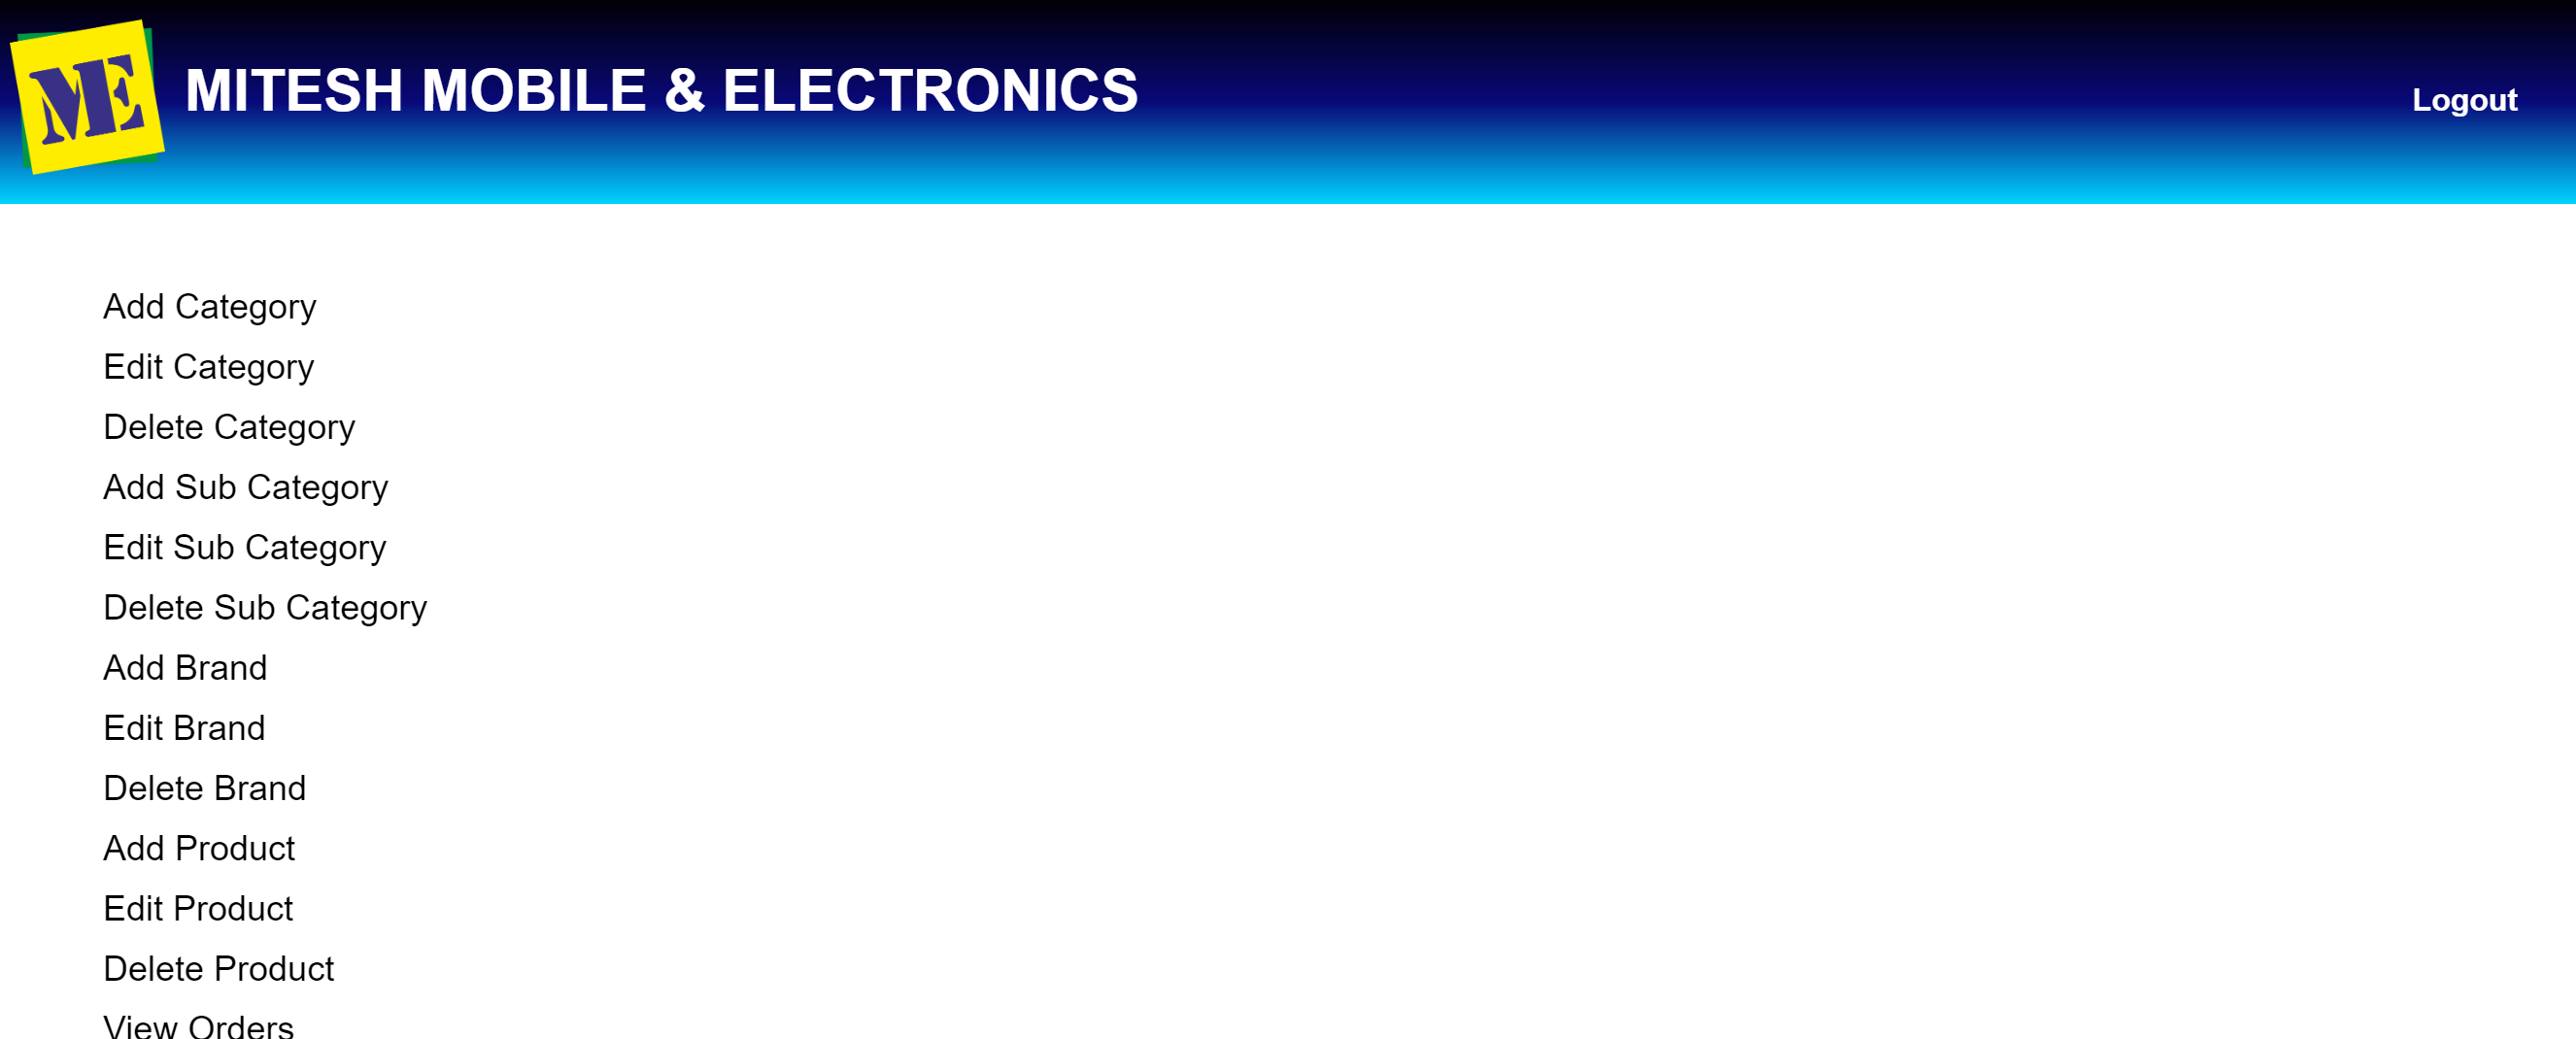 ME
MITESH MOBILE & ELECTRONICS
Logout
Add Category
Edit Category
Delete Category
Add Sub Category
Edit Sub Category
Delete Sub Category
Add Brand
Edit Brand
Delete Brand
Add Product
Edit Product
Delete Product
View Orders